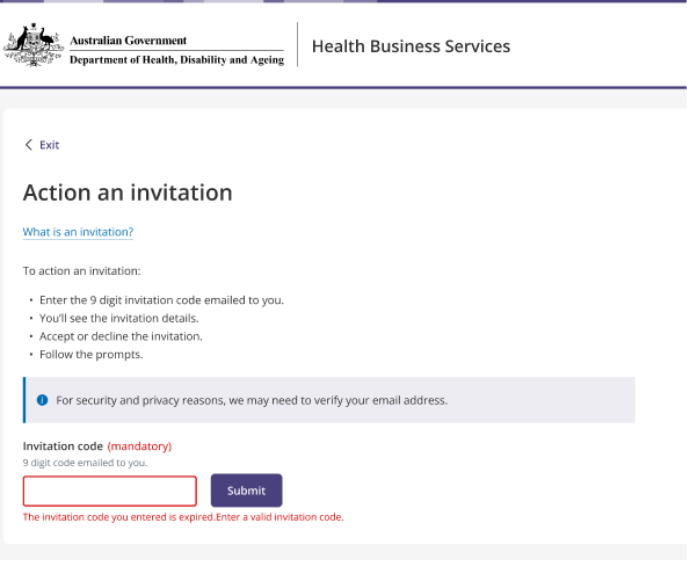 Australian Government
Department of Health, Disability and Ageing
Health Business Services
Exit
Action an invitation
What is an invitation?
To action an invitation:
• Enter the 9 digit invitation code emailed to you.
• You'll see the invitation details.
• Accept or decline the invitation.
• Follow the prompts.
For security and privacy reasons, we may need to verify your email address.
Invitation code (mandatory)
9 digit code emailed to you.
Submit
The invitation code you entered is expired.Enter a valid invitation code.